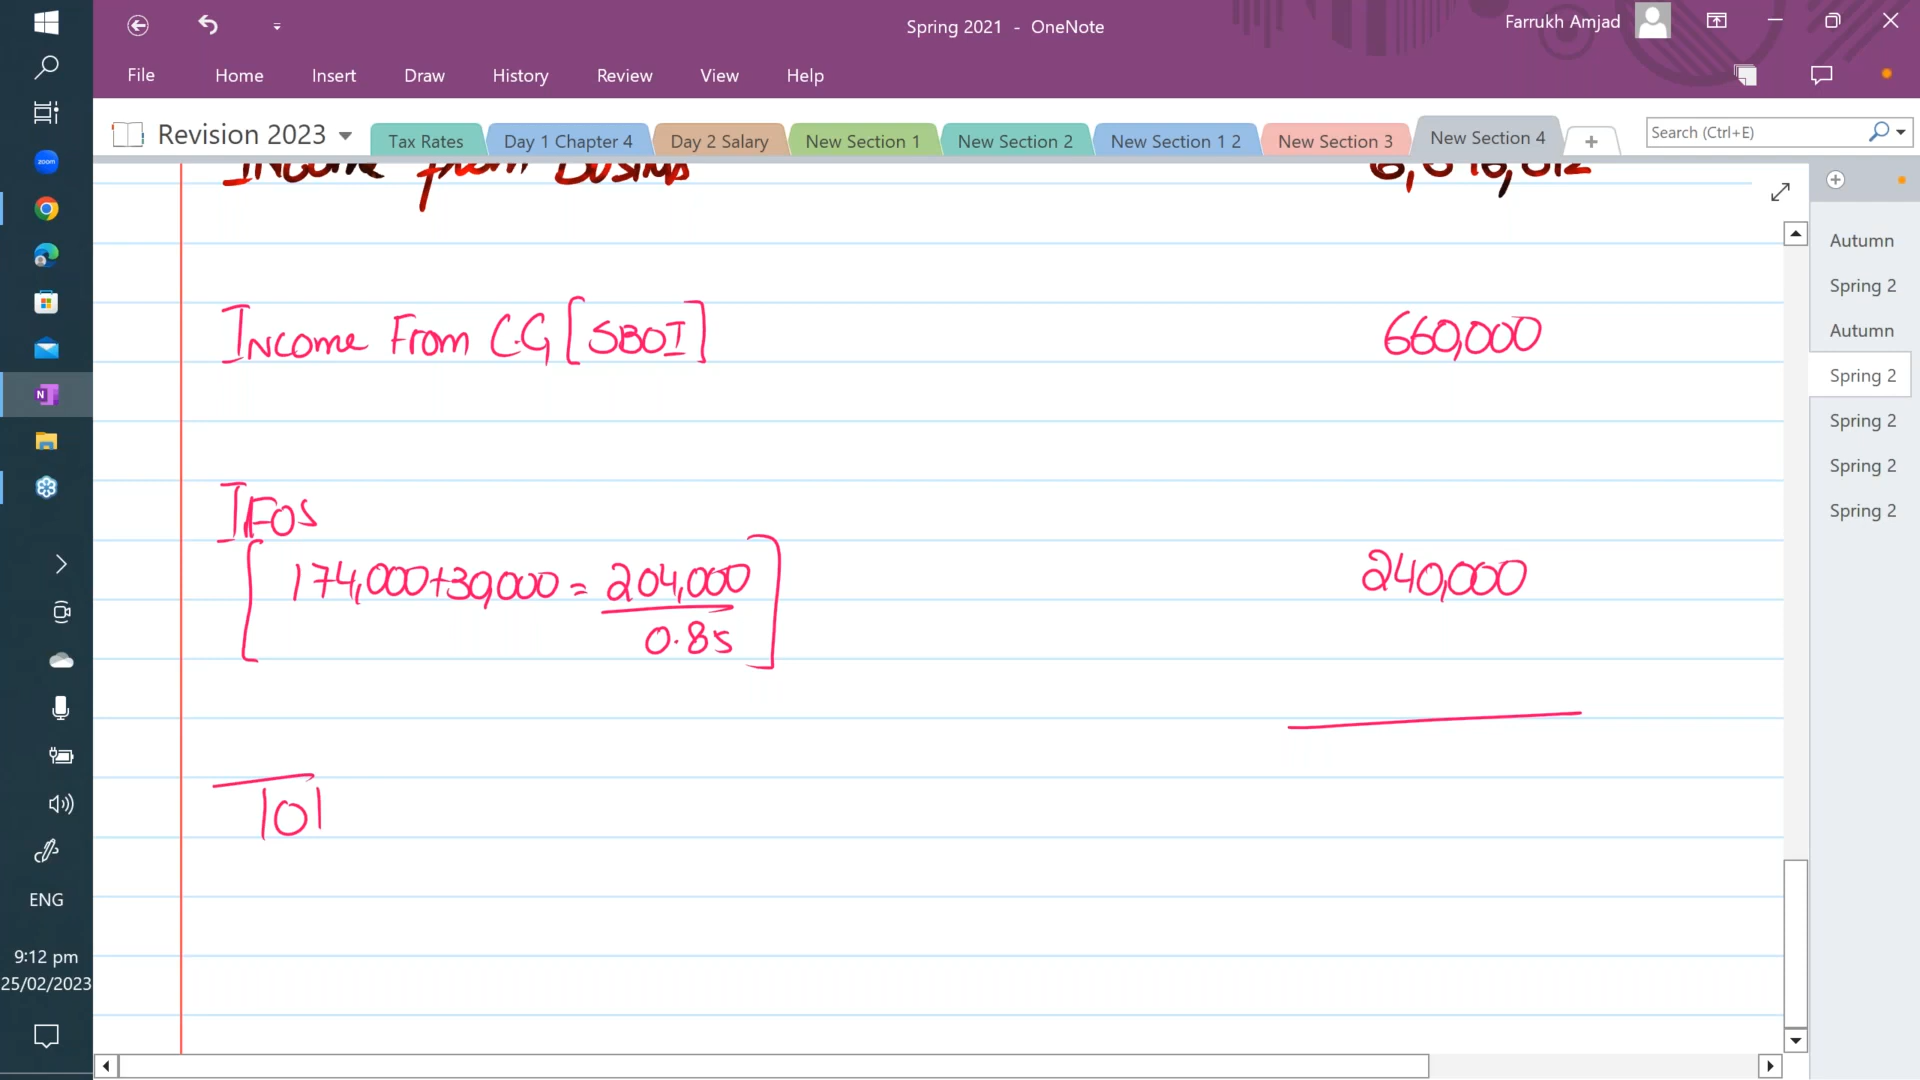 Spring 2021 - OneNote
Farrukh Amjad
File Home Insert Draw History Review View Help
Revision 2023
Tax Rates Day 1 Chapter 4 Day 2 Salary New Section 1 New Section 2 New Section 1 2 New Section 3 New Section 4
Search (Ctrl+E)
Income from
Income From C.G [SBOI] 660,000
IFOS
[174,000+30,000 = 204,000 240,000
0.85]
TOI
Autumn
Spring 2
Autumn
Spring 2
Spring 2
Spring 2
Spring 2
zoom
ENG
9:12 pm
25/02/2023